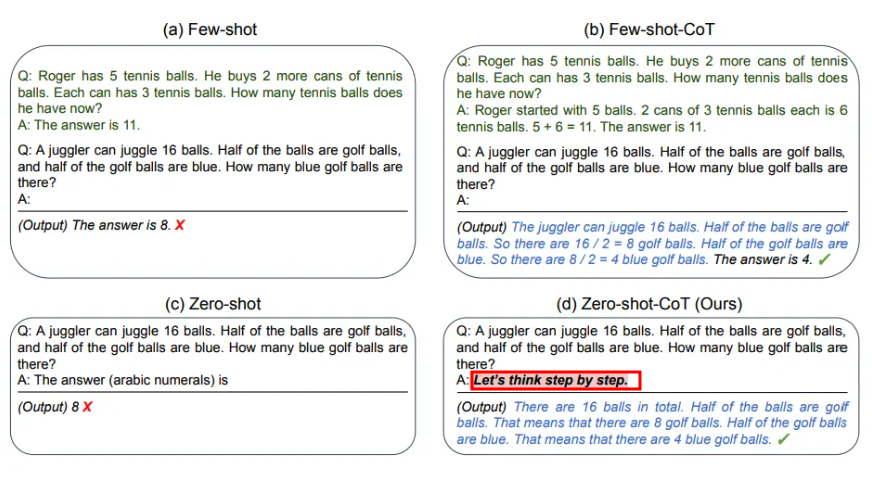 (a) Few-shot
Q: Roger has 5 tennis balls. He buys 2 more cans of tennis
balls. Each can has 3 tennis balls. How many tennis balls does
he have now?
A: The answer is 11.
Q: A juggler can juggle 16 balls. Half of the balls are golf balls,
and half of the golf balls are blue. How many blue golf balls are
there?
A:
(Output) The answer is 8. ✗
(b) Few-shot-CoT
Q: Roger has 5 tennis balls. He buys 2 more cans of tennis
balls. Each can has 3 tennis balls. How many tennis balls does
he have now?
A: Roger started with 5 balls. 2 cans of 3 tennis balls each is 6
tennis balls. 5 + 6 = 11. The answer is 11.
Q: A juggler can juggle 16 balls. Half of the balls are golf balls,
and half of the golf balls are blue. How many blue golf balls are
there?
A:
(Output) The juggler can juggle 16 balls. Half of the balls are golf
balls. So there are 16 / 2 = 8 golf balls. Half of the golf balls are
blue. So there are 8 / 2 = 4 blue golf balls. The answer is 4. ✓
(c) Zero-shot
Q: A juggler can juggle 16 balls. Half of the balls are golf balls,
and half of the golf balls are blue. How many blue golf balls are
there?
A: The answer (arabic numerals) is
(Output) 8 ✗
(d) Zero-shot-CoT (Ours)
Q: A juggler can juggle 16 balls. Half of the balls are golf balls,
and half of the golf balls are blue. How many blue golf balls are
there?
A: Let's think step by step.
(Output) There are 16 balls in total. Half of the balls are golf
balls. That means that there are 8 golf balls. Half of the golf balls
are blue. That means that there are 4 blue golf balls. ✓